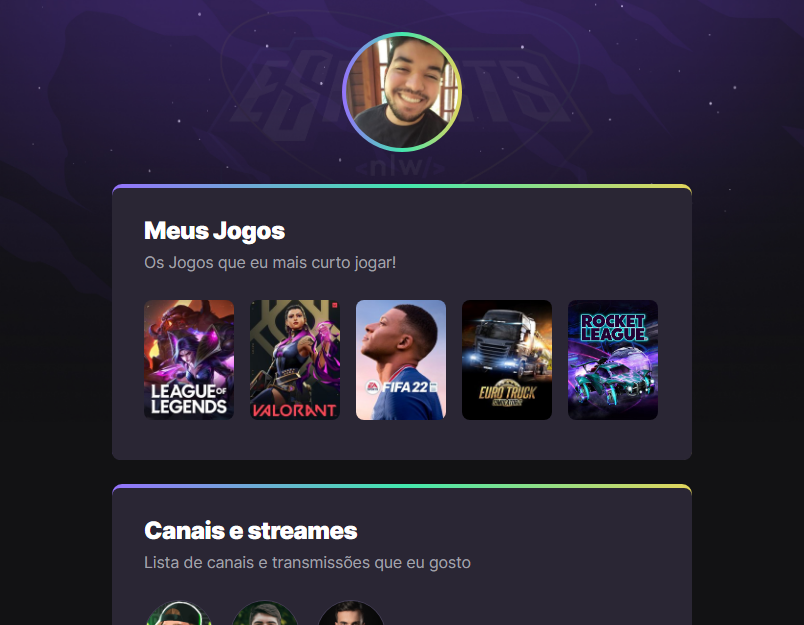 ESPORTS
<nlw/>
Meus Jogos
Os Jogos que eu mais curto jogar!
LEAGUE OF
LEGENDS
VALORANT
FIFA 22
EURO TRUCK
SIMULATOR
ROCKET
LEAGUE
Canais e streames
Lista de canais e transmissões que eu gosto